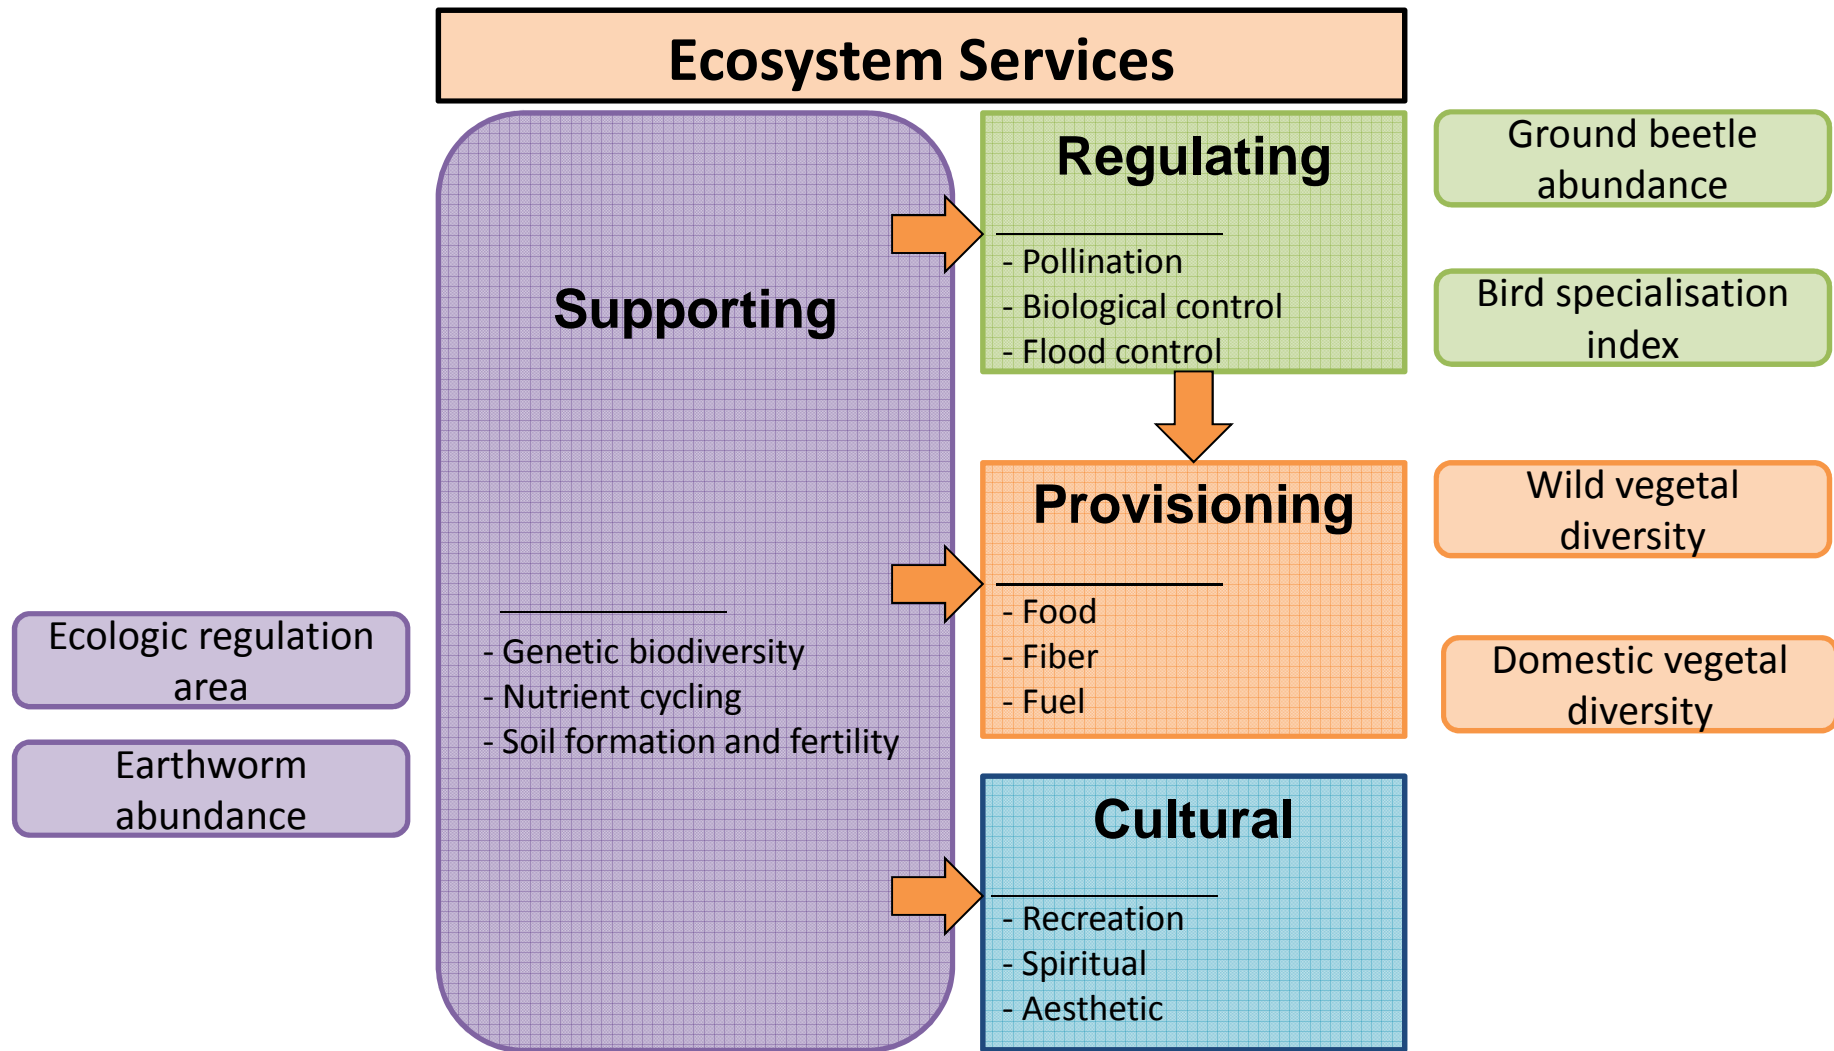 Ecosystem Services
Supporting
- Genetic biodiversity
- Nutrient cycling
- Soil formation and fertility
Ecologic regulation
area
Earthworm
abundance
Regulating
- Pollination
- Biological control
- Flood control
Ground beetle
abundance
Bird specialisation
index
Provisioning
- Food
- Fiber
- Fuel
Wild vegetal
diversity
Domestic vegetal
diversity
Cultural
- Recreation
- Spiritual
- Aesthetic